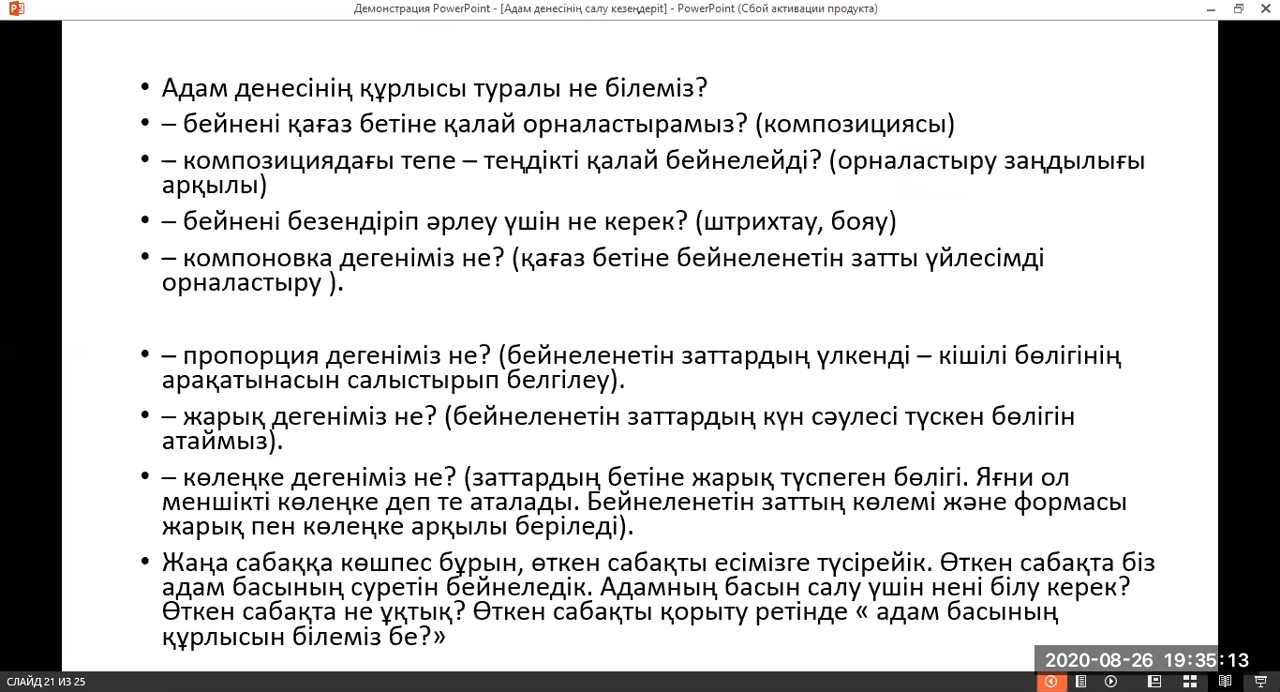 Демонстрация PowerPoint - [Адам денесінің салу кезеңдеріt] - PowerPoint (Сбой активации продукта)
• Адам денесінің құрлысы туралы не білеміз?
• – бейнені қағаз бетіне қалай орналастырамыз? (композициясы)
• – композициядағы тепе – теңдікті қалай бейнелейді? (орналастыру заңдылығы
арқылы)
• – бейнені безендіріп әрлеу үшін не керек? (штрихтау, бояу)
• – компоновка дегеніміз не? (қағаз бетіне бейнеленетін затты үйлесімді
орналастыру ).
• – пропорция дегеніміз не? (бейнеленетін заттардың үлкенді – кішілі бөлігінің
арақатынасын салыстырып белгілеу).
• – жарық дегеніміз не? (бейнеленетін заттардың күн сәулесі түскен бөлігін
атаймыз).
• – көлеңке дегеніміз не? (заттардың бетіне жарық түспеген бөлігі. Яғни ол
меншікті көлеңке деп те аталады. Бейнеленетін заттың көлемі және формасы
жарық пен көлеңке арқылы беріледі).
• Жаңа сабаққа көшпес бұрын, өткен сабақты есімізге түсірейік. Өткен сабақта біз
адам басының суретін бейнеледік. Адамның басын салу үшін нені білу керек?
Өткен сабақта не ұқтық? Өткен сабақты қорыту ретінде « адам басының
құрлысын білеміз бе?»
2020-08-26 19:35:13
СЛАЙД 21 ИЗ 25